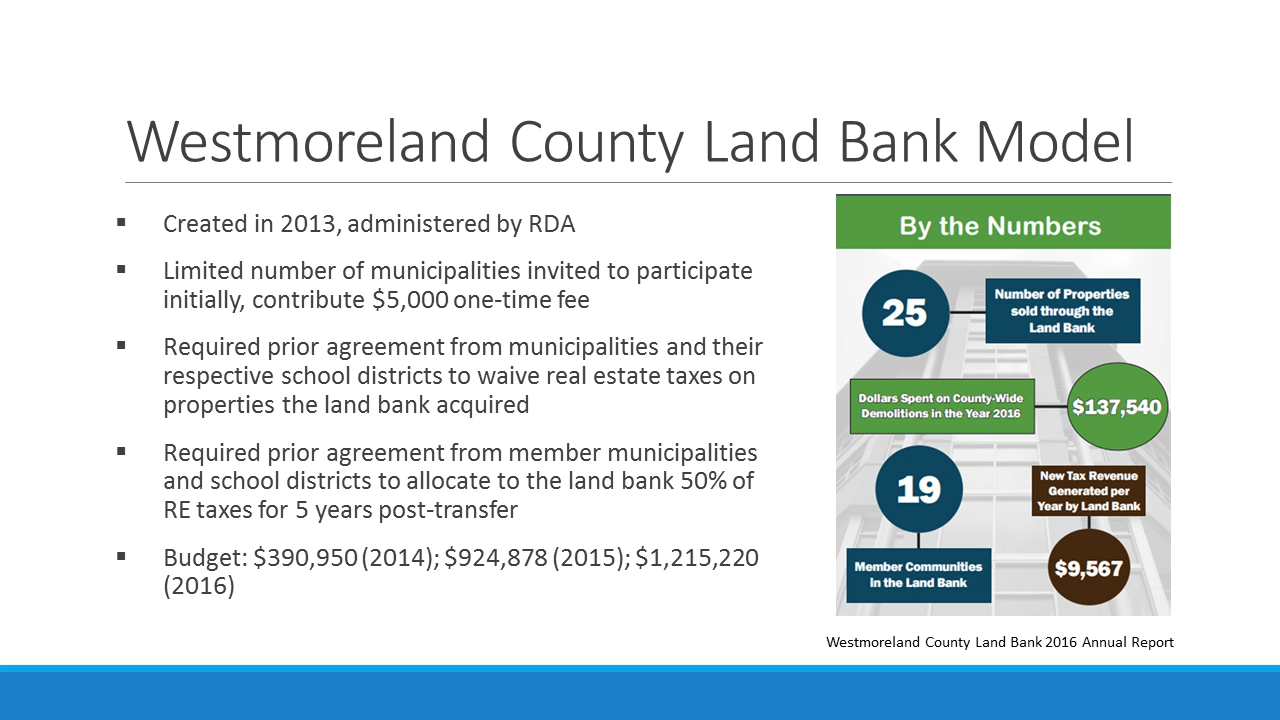 Westmoreland County Land Bank Model
▪ Created in 2013, administered by RDA
▪ Limited number of municipalities invited to participate
initially, contribute $5,000 one-time fee
▪ Required prior agreement from municipalities and their
respective school districts to waive real estate taxes on
properties the land bank acquired
▪ Required prior agreement from member municipalities
and school districts to allocate to the land bank 50% of
RE taxes for 5 years post-transfer
▪ Budget: $390,950 (2014); $924,878 (2015); $1,215,220
(2016)
By the Numbers
25
Number of Properties
sold through the
Land Bank
Dollars Spent on County-Wide
Demolitions in the Year 2016
$137,540
19
Member Communities
in the Land Bank
New Tax Revenue
Generated per
Year by Land Bank
$9,567
Westmoreland County Land Bank 2016 Annual Report